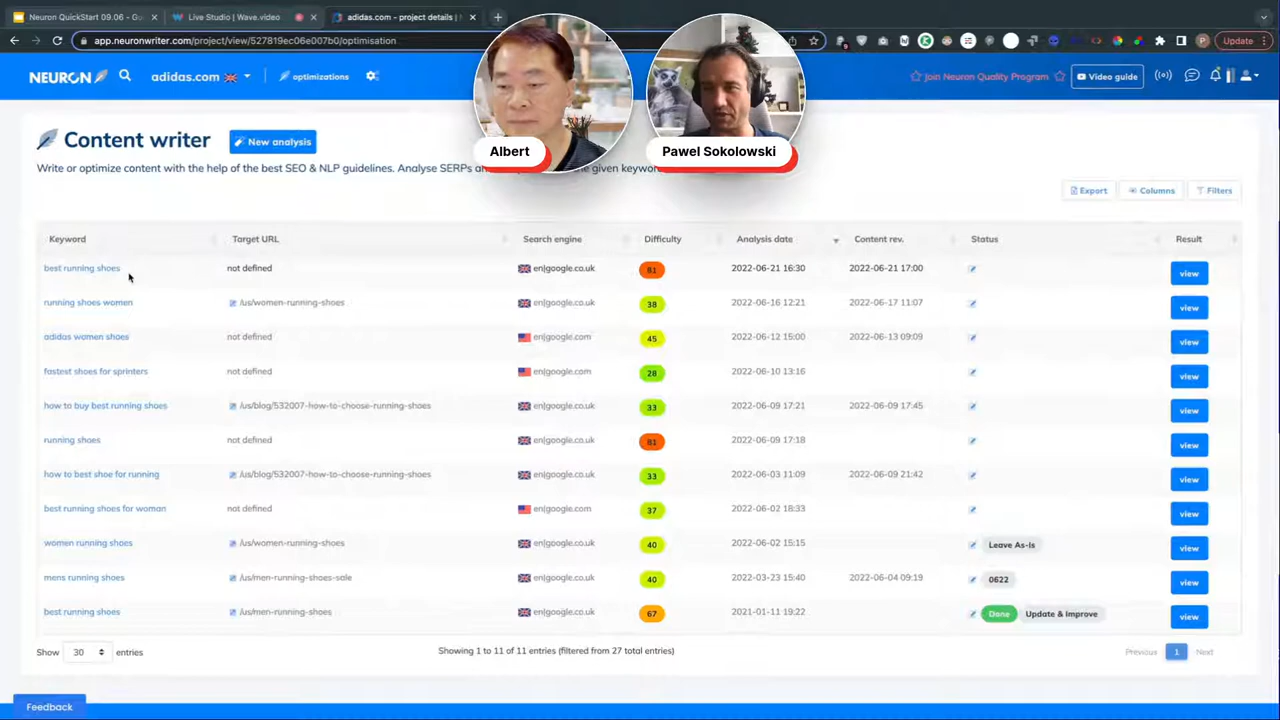 Neuron QuickStart 09.06 - Gu
Live Studio | Wave.video
adidas.com - project details |
app.neuronwriter.com/project/view/527819ec06e007b0/optimisation
Update
NEURON
adidas.com
optimizations
Join Neuron Quality Program
Video guide
Albert
Pawel Sokolowski
Content writer
New analysis
Write or optimize content with the help of the best SEO & NLP guidelines. Analyse SERPs an given keywor
Export
Columns
Filters
Keyword Target URL Search engine Difficulty Analysis date Content rev. Status Result
best running shoes not defined en|google.co.uk 81 2022-06-21 16:30 2022-06-21 17:00 view
running shoes women /us/women-running-shoes en|google.co.uk 38 2022-06-16 12:21 2022-06-17 11:07 view
adidas women shoes not defined en|google.com 45 2022-06-12 15:00 2022-06-13 09:09 view
fastest shoes for sprinters not defined en|google.com 28 2022-06-10 13:16 view
how to buy best running shoes /us/blog/532007-how-to-choose-running-shoes en|google.co.uk 33 2022-06-09 17:21 2022-06-09 17:45 view
running shoes not defined en|google.co.uk 81 2022-06-09 17:18 view
how to best shoe for running /us/blog/532007-how-to-choose-running-shoes en|google.co.uk 33 2022-06-03 11:09 2022-06-09 21:42 view
best running shoes for woman not defined en|google.com 37 2022-06-02 18:33 view
women running shoes /us/women-running-shoes en|google.co.uk 40 2022-06-02 15:15 Leave As-Is view
mens running shoes /us/men-running-shoes-sale en|google.co.uk 40 2022-03-23 15:40 2022-06-04 09:19 0622 view
best running shoes /us/men-running-shoes en|google.co.uk 67 2021-01-11 19:22 Done Update & Improve view
Show 30 entries
Showing 1 to 11 of 11 entries (filtered from 27 total entries)
Previous 1 Next
Feedback